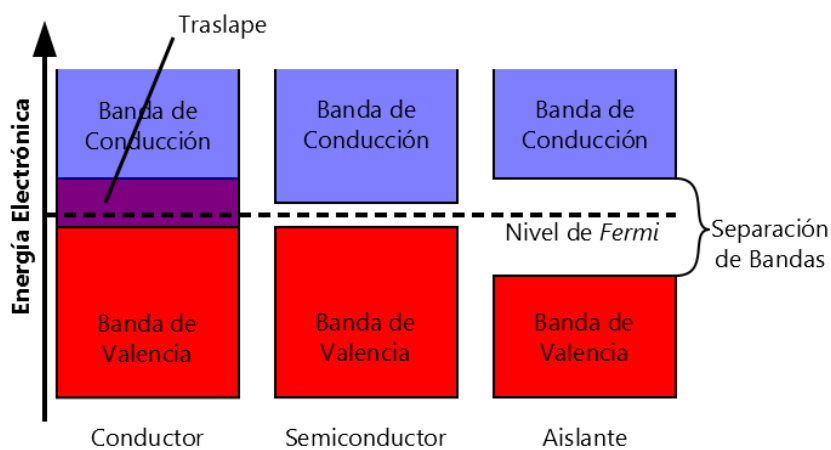 Traslape
Energía Electrónica
Banda de
Conducción
Banda de
Conducción
Banda de
Conducción
Nivel de Fermi
Separación
de Bandas
Banda de
Valencia
Banda de
Valencia
Banda de
Valencia
Conductor
Semiconductor
Aislante